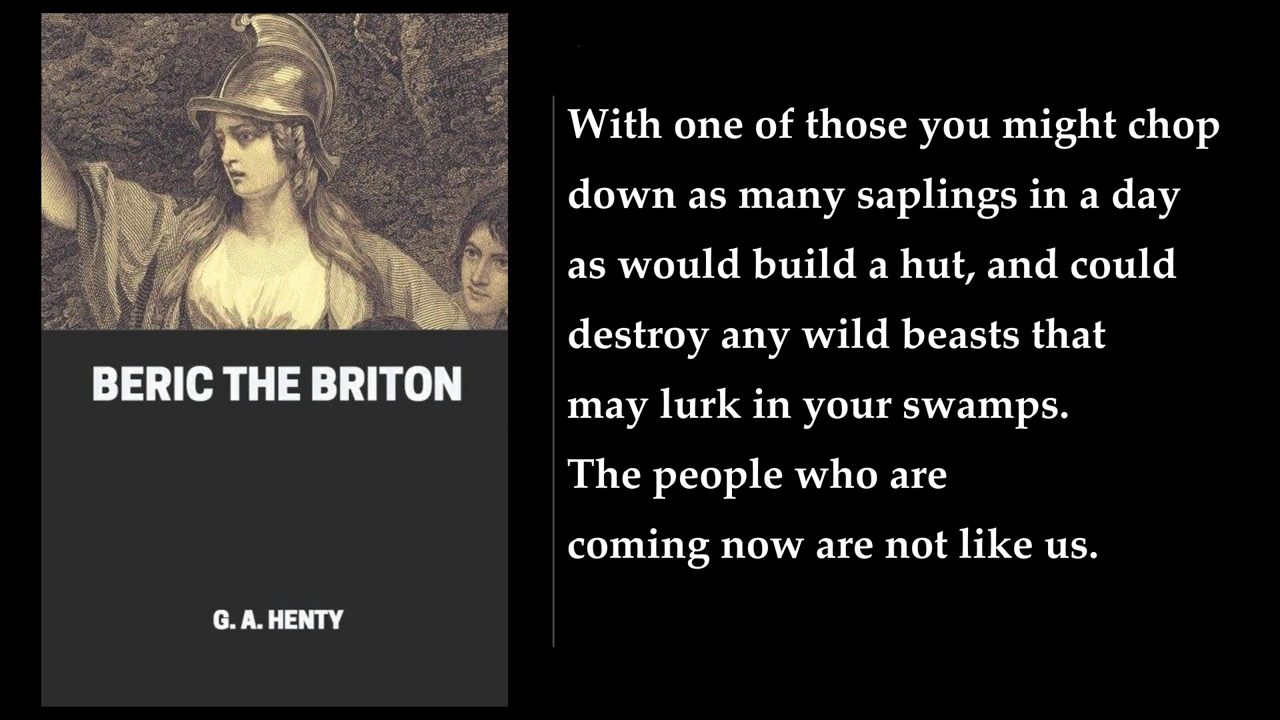 BERIC THE BRITON
G. A. HENTY
With one of those you might chop
down as many saplings in a day
as would build a hut, and could
destroy any wild beasts that
may lurk in your swamps.
The people who are
coming now are not like us.